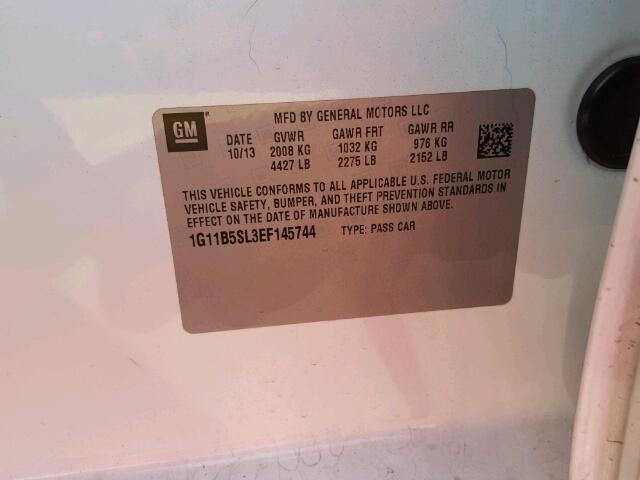 GM
MFD BY GENERAL MOTORS LLC
DATE GVWR GAWR FRT GAWR RR
10/13 2008 KG 1032 KG 976 KG
4427 LB 2275 LB 2152 LB
THIS VEHICLE CONFORMS TO ALL APPLICABLE U.S. FEDERAL MOTOR
VEHICLE SAFETY, BUMPER, AND THEFT PREVENTION STANDARDS IN
EFFECT ON THE DATE OF MANUFACTURE SHOWN ABOVE.
1G11B5SL3EF145744 TYPE: PASS CAR